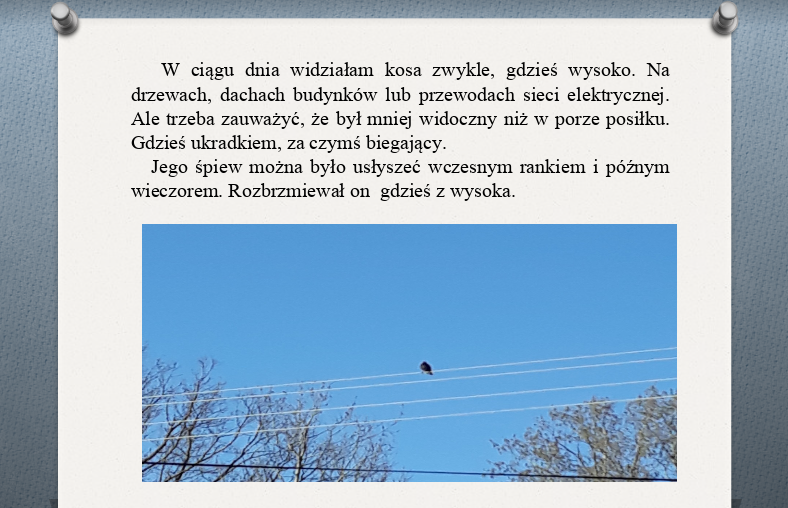 W ciągu dnia widziałam kosa zwykle, gdzieś wysoko. Na
drzewach, dachach budynków lub przewodach sieci elektrycznej.
Ale trzeba zauważyć, że był mniej widoczny niż w porze posiłku.
Gdzieś ukradkiem, za czymś biegający.
Jego śpiew można było usłyszeć wczesnym rankiem i późnym
wieczorem. Rozbrzmiewał on gdzieś z wysoka.